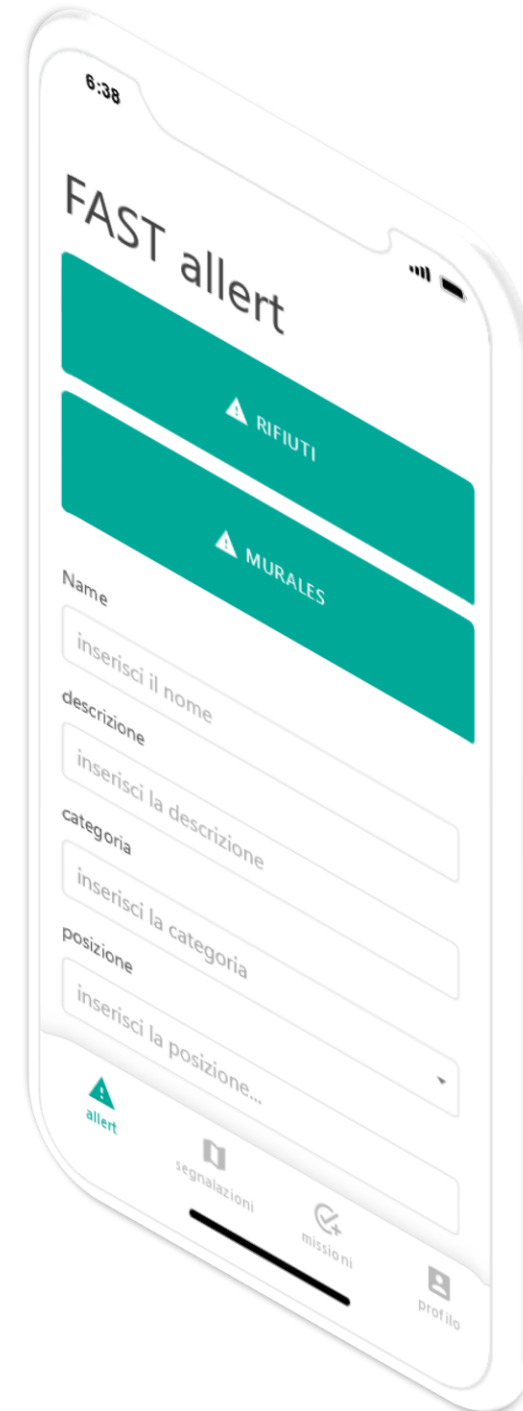 6:38
FAST allert
RIFIUTI
MURALES
Name
inserisci il nome
descrizione
inserisci la descrizione
categoria
inserisci la categoria
posizione
inserisci la posizione...
allert
segnalazioni
missioni
profilo